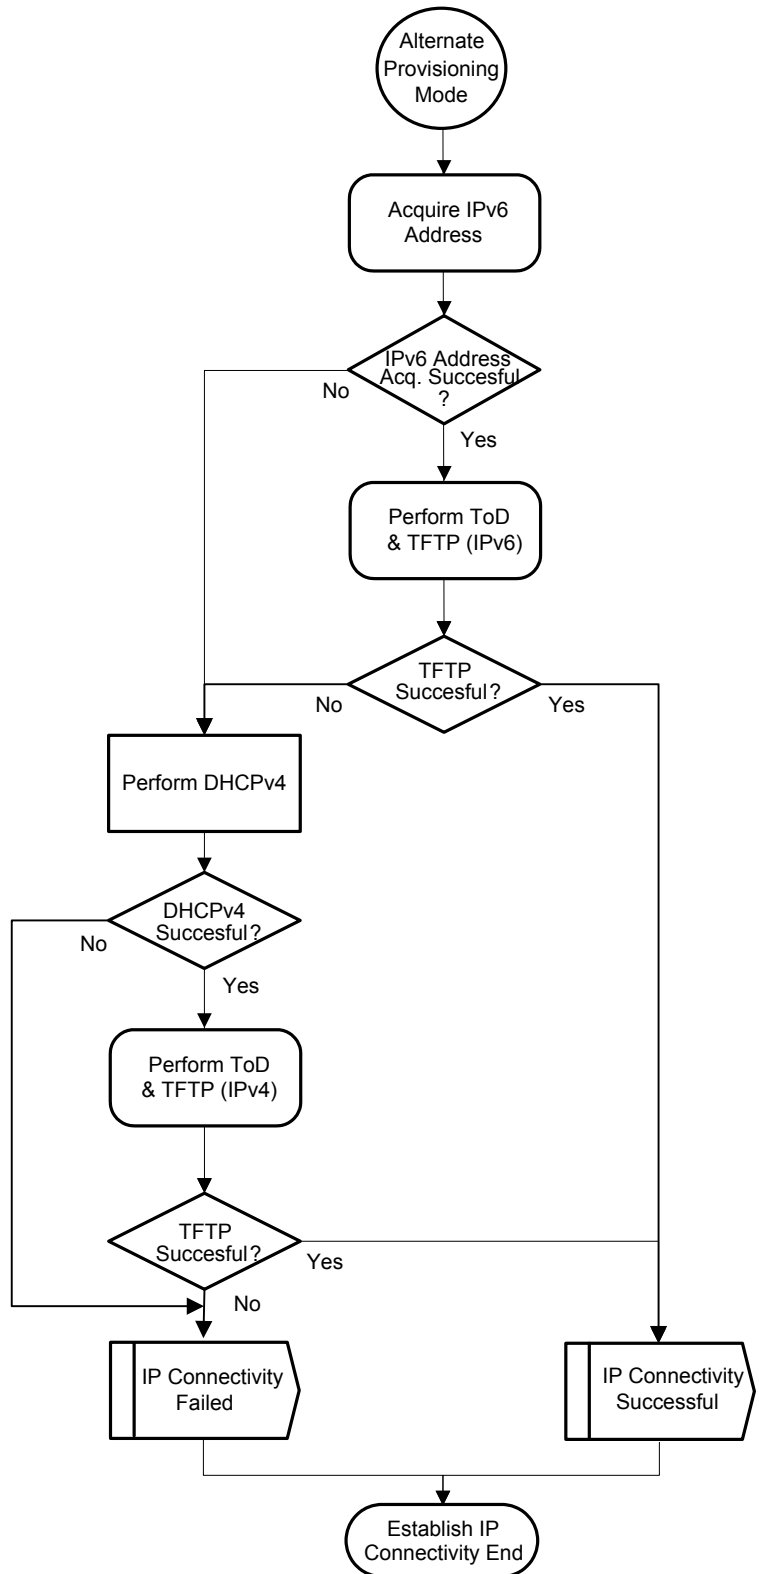 Alternate
Provisioning
Mode
Acquire IPv6
Address
IPv6 Address
Acq. Succesful
?
No
Yes
Perform ToD
& TFTP (IPv6)
TFTP
Succesful?
No
Yes
Perform DHCPv4
DHCPv4
Succesful?
No
Yes
Perform ToD
& TFTP (IPv4)
TFTP
Succesful?
Yes
No
IP Connectivity
Failed
IP Connectivity
Successful
Establish IP
Connectivity End